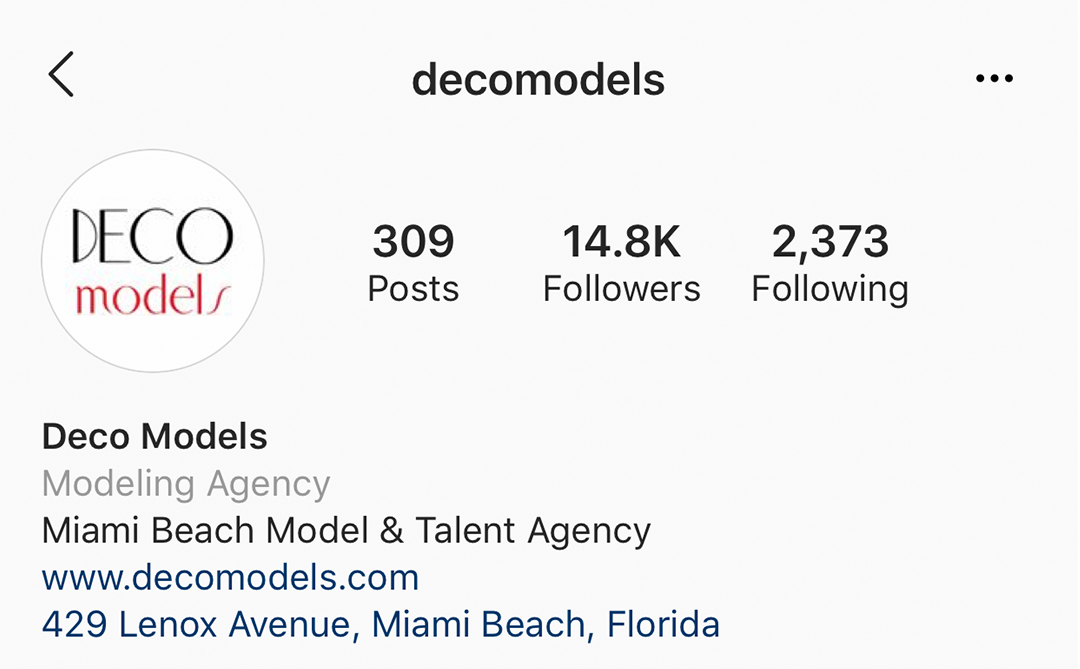 decomodels
DECO
models
309 14.8K 2,373
Posts Followers Following
Deco Models
Modeling Agency
Miami Beach Model & Talent Agency
www.decomodels.com
429 Lenox Avenue, Miami Beach, Florida